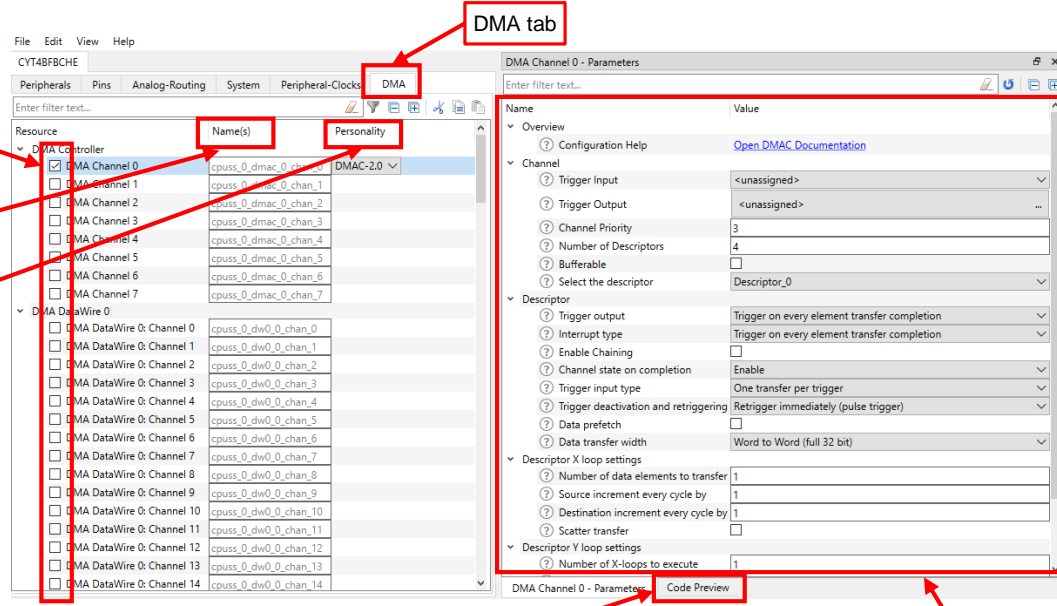 DMA tab
File Edit View Help
CYT4BFBCHE
Peripherals Pins Analog-Routing System Peripheral-Clocks DMA
Enter filter text...
Resource Name(s) Personality
DMA Controller
DMA Channel 0 cpuss_0_dmac_0_chan_0 DMAC-2.0
DMA Channel 1 cpuss_0_dmac_0_chan_1
DMA Channel 2 cpuss_0_dmac_0_chan_2
DMA Channel 3 cpuss_0_dmac_0_chan_3
DMA Channel 4 cpuss_0_dmac_0_chan_4
DMA Channel 5 cpuss_0_dmac_0_chan_5
DMA Channel 6 cpuss_0_dmac_0_chan_6
DMA Channel 7 cpuss_0_dmac_0_chan_7
DMA DataWire 0
DMA DataWire 0: Channel 0 cpuss_0_dw0_0_chan_0
DMA DataWire 0: Channel 1 cpuss_0_dw0_0_chan_1
DMA DataWire 0: Channel 2 cpuss_0_dw0_0_chan_2
DMA DataWire 0: Channel 3 cpuss_0_dw0_0_chan_3
DMA DataWire 0: Channel 4 cpuss_0_dw0_0_chan_4
DMA DataWire 0: Channel 5 cpuss_0_dw0_0_chan_5
DMA DataWire 0: Channel 6 cpuss_0_dw0_0_chan_6
DMA DataWire 0: Channel 7 cpuss_0_dw0_0_chan_7
DMA DataWire 0: Channel 8 cpuss_0_dw0_0_chan_8
DMA DataWire 0: Channel 9 cpuss_0_dw0_0_chan_9
DMA DataWire 0: Channel 10 cpuss_0_dw0_0_chan_10
DMA DataWire 0: Channel 11 cpuss_0_dw0_0_chan_11
DMA DataWire 0: Channel 12 cpuss_0_dw0_0_chan_12
DMA DataWire 0: Channel 13 cpuss_0_dw0_0_chan_13
DMA DataWire 0: Channel 14 cpuss_0_dw0_0_chan_14
DMA Channel 0 - Parameters
Enter filter text...
Name Value
Overview
Configuration Help Open DMAC Documentation
Channel
Trigger Input <unassigned>
Trigger Output <unassigned> ...
Channel Priority 3
Number of Descriptors 4
Bufferable
Select the descriptor Descriptor_0
Descriptor
Trigger output Trigger on every element transfer completion
Interrupt type Trigger on every element transfer completion
Enable Chaining
Channel state on completion Enable
Trigger input type One transfer per trigger
Trigger deactivation and retriggering Retrigger immediately (pulse trigger)
Data prefetch
Data transfer width Word to Word (full 32 bit)
Descriptor X loop settings
Number of data elements to transfer 1
Source increment every cycle by 1
Destination increment every cycle by 1
Scatter transfer
Descriptor Y loop settings
Number of X-loops to execute 1
DMA Channel 0 - Parameters Code Preview